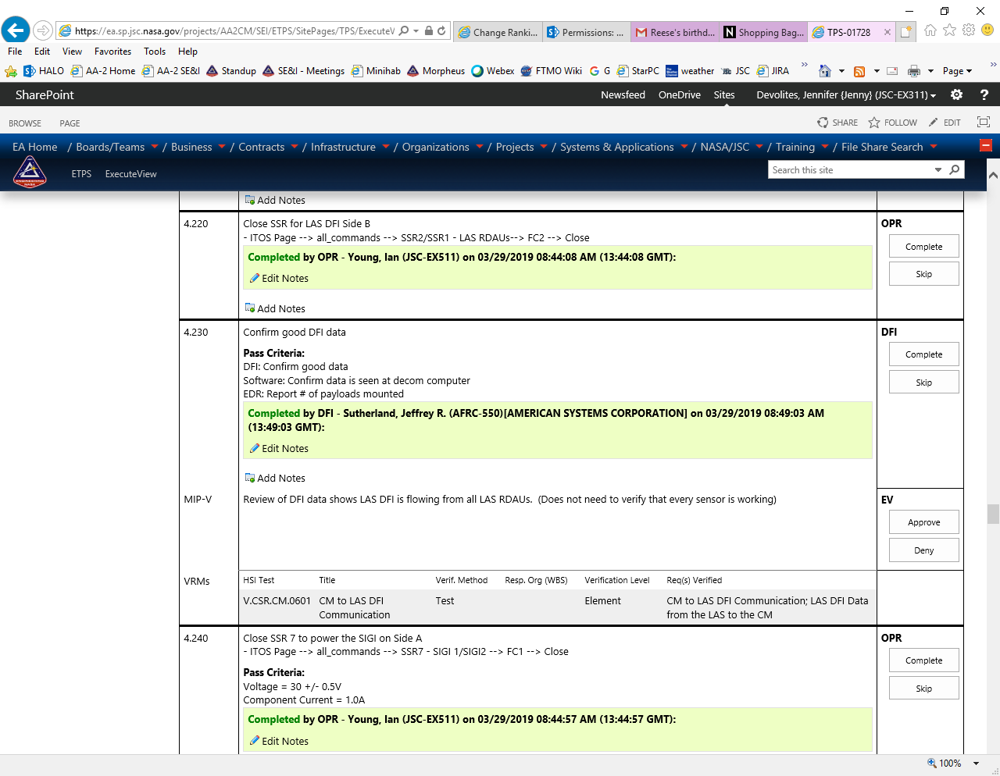 https://ea.sp.jsc.nasa.gov/projects/AA2CM/SEI/ETPS/SitePages/TPS/ExecuteV
Change Ranki...
Permissions: ...
Reese's birthd...
Shopping Bag...
TPS-01728
File Edit View Favorites Tools Help
HALO AA-2 Home AA-2 SE&I Standup SE&I - Meetings Minihab Morpheus Webex FTMO Wiki G StarPC weather JSC JIRA Page
SharePoint Newsfeed OneDrive Sites Devolites, Jennifer {Jenny} (JSC-EX311) ?
BROWSE PAGE SHARE FOLLOW EDIT
EA Home / Boards/Teams / Business / Contracts / Infrastructure / Organizations / Projects / Systems & Applications / NASA/JSC / Training / File Share Search
ETPS ExecuteView Search this site
Add Notes
4.220 Close SSR for LAS DFI Side B OPR
- ITOS Page --> all_commands --> SSR2/SSR1 - LAS RDAUs--> FC2 --> Close
Complete
Completed by OPR - Young, Ian (JSC-EX511) on 03/29/2019 08:44:08 AM (13:44:08 GMT):
Skip
Edit Notes
Add Notes
4.230 Confirm good DFI data DFI
Pass Criteria:
Complete
DFI: Confirm good data
Software: Confirm data is seen at decom computer
Skip
EDR: Report # of payloads mounted
Completed by DFI - Sutherland, Jeffrey R. (AFRC-550)[AMERICAN SYSTEMS CORPORATION] on 03/29/2019 08:49:03 AM
(13:49:03 GMT):
Edit Notes
Add Notes
MIP-V Review of DFI data shows LAS DFI is flowing from all LAS RDAUs. (Does not need to verify that every sensor is working) EV
Approve
Deny
VRMs HSI Test Title Verif. Method Resp. Org (WBS) Verification Level Req(s) Verified
V.CSR.CM.0601 CM to LAS DFI Test Element CM to LAS DFI Communication; LAS DFI Data
Communication from the LAS to the CM
4.240 Close SSR 7 to power the SIGI on Side A OPR
- ITOS Page --> all_commands --> SSR7 - SIGI 1/SIGI2 --> FC1 --> Close
Complete
Pass Criteria:
Voltage = 30 +/- 0.5V
Skip
Component Current = 1.0A
Completed by OPR - Young, Ian (JSC-EX511) on 03/29/2019 08:44:57 AM (13:44:57 GMT):
Edit Notes
100%